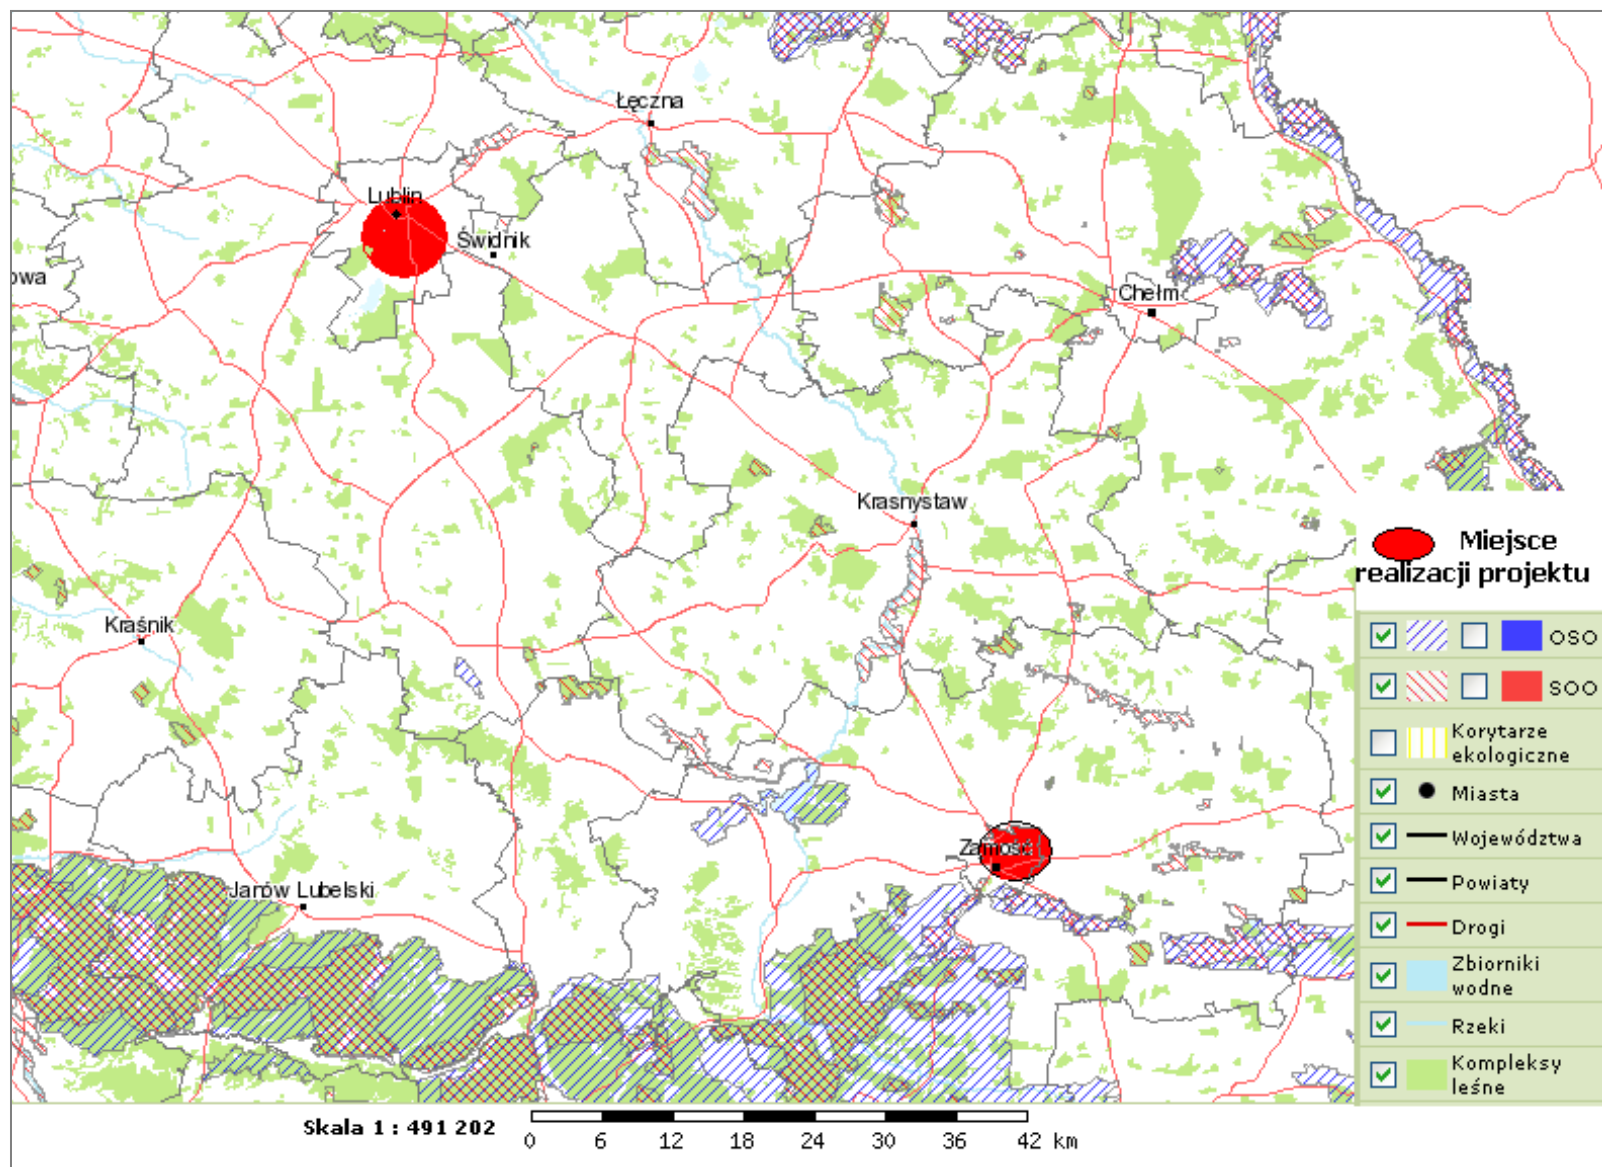 Łęczna
Lublin
Świdnik
owa
Chełm
Krasnystaw
Kraśnik
Zamość
Jarów Lubelski
Miejsce
realizacji projektu
OSO
SOO
Korytarze
ekologiczne
Miasta
Województwa
Powiaty
Drogi
Zbiorniki
wodne
Rzeki
Kompleksy
leśne
Skala 1 : 491 202
0 6 12 18 24 30 36 42 km